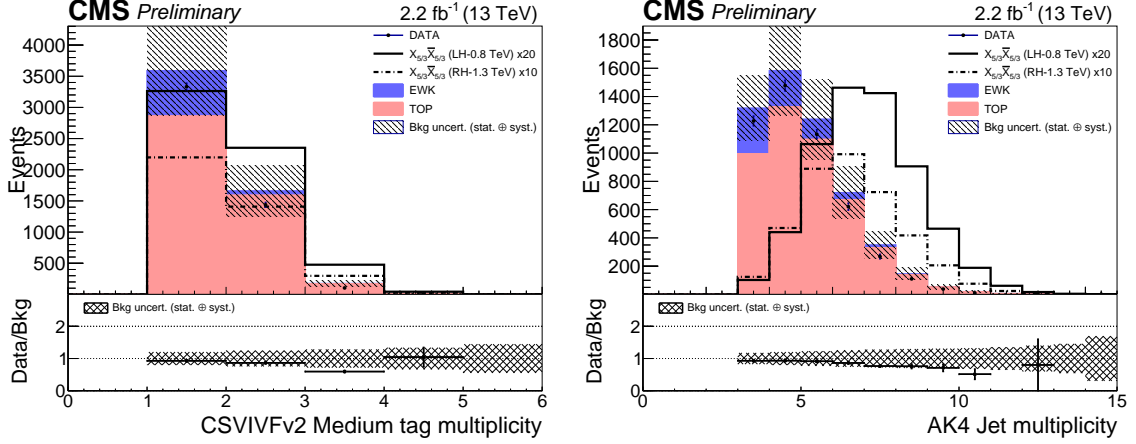 CMS Preliminary 2.2 fb⁻¹ (13 TeV)
Events
4000
3500
3000
2500
2000
1500
1000
500
DATA
X₅/₃X̅₅/₃ (LH-0.8 TeV) x20
X₅/₃X̅₅/₃ (RH-1.3 TeV) x10
EWK
TOP
Bkg uncert. (stat. ⊕ syst.)
Data/Bkg
Bkg uncert. (stat. ⊕ syst.)
2
1
0
0 1 2 3 4 5 6
CSVIVFv2 Medium tag multiplicity
CMS Preliminary 2.2 fb⁻¹ (13 TeV)
Events
1800
1600
1400
1200
1000
800
600
400
200
DATA
X₅/₃X̅₅/₃ (LH-0.8 TeV) x20
X₅/₃X̅₅/₃ (RH-1.3 TeV) x10
EWK
TOP
Bkg uncert. (stat. ⊕ syst.)
Data/Bkg
Bkg uncert. (stat. ⊕ syst.)
2
1
0
0 5 10 15
AK4 Jet multiplicity